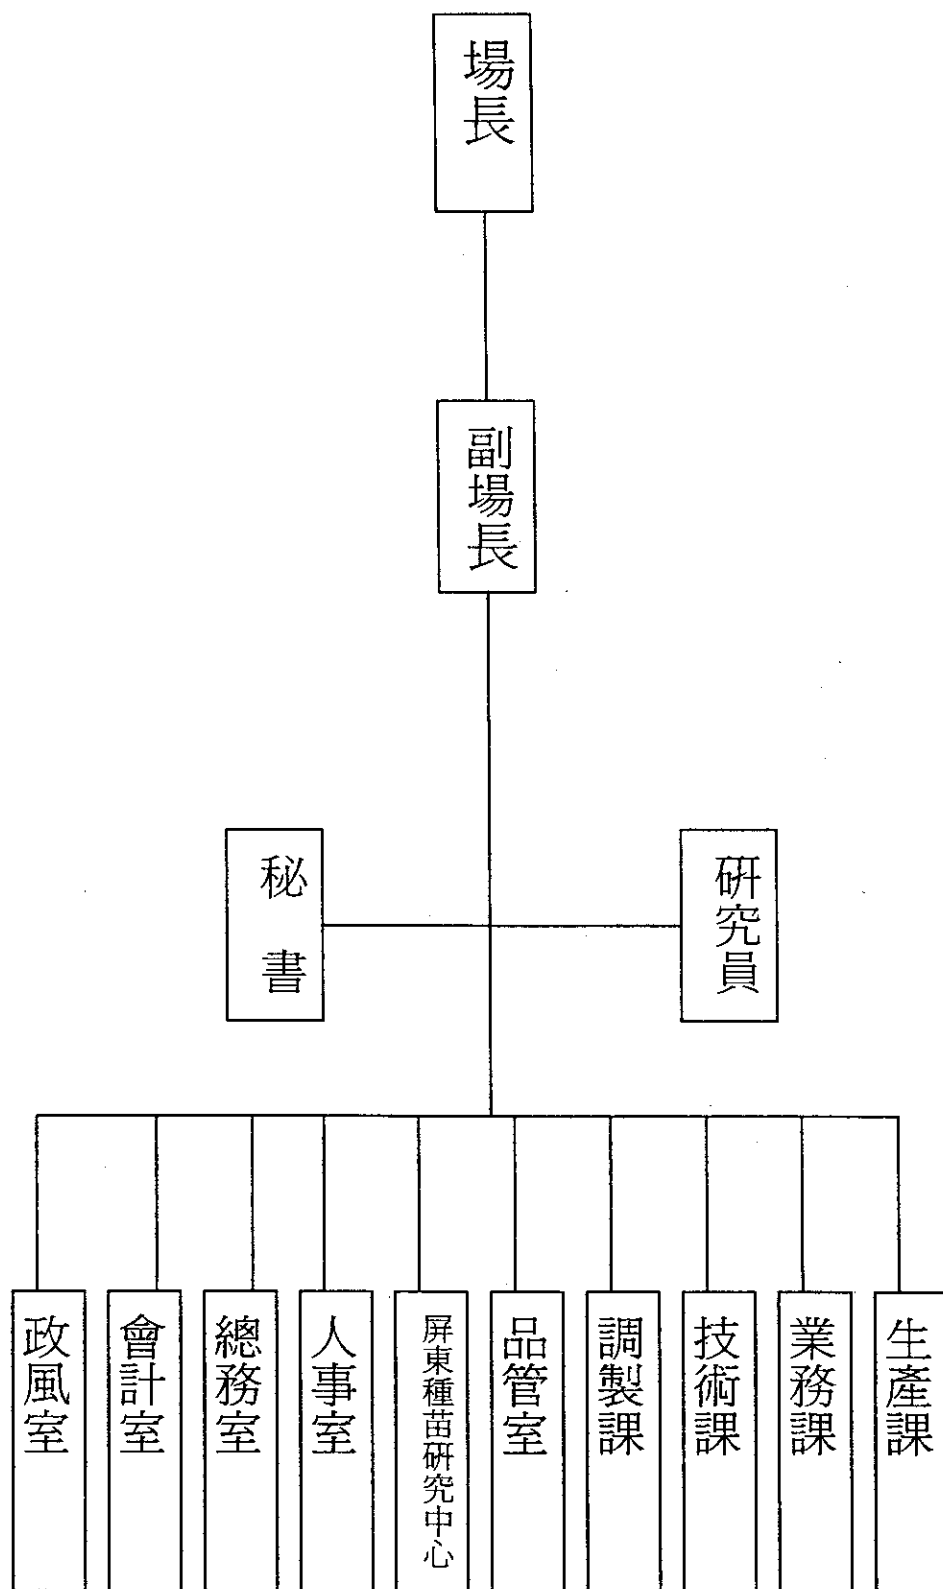 場長
副場長
研究員
秘書
生產課
業務課
技術課
調製課
品管室
屏東種苗研究中心
人事室
總務室
會計室
政風室